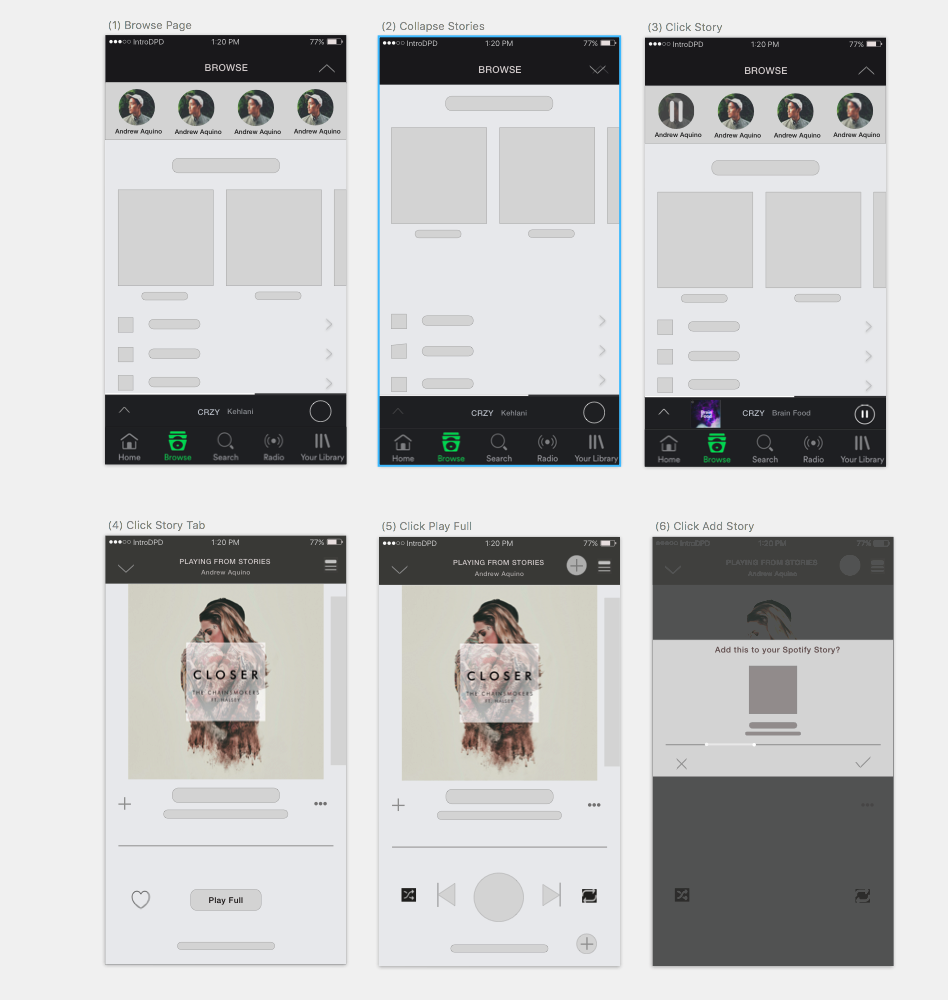 (1) Browse Page
IntroDPD 1:20 PM 77%
BROWSE
Andrew Aquino Andrew Aquino Andrew Aquino Andrew Aquino
CRZY Kehlani
Home Browse Search Radio Your Library
(2) Collapse Stories
IntroDPD 1:20 PM 77%
BROWSE
CRZY Kehlani
Home Browse Search Radio Your Library
(3) Click Story
IntroDPD 1:20 PM 77%
BROWSE
Andrew Aquino Andrew Aquino Andrew Aquino Andrew Aquino
Brain
Food
CRZY Brain Food
Home Browse Search Radio Your Library
(4) Click Story Tab
IntroDPD 1:20 PM 77%
PLAYING FROM STORIES
Andrew Aquino
CLOSER
THE CHAINSMOKERS
FT. HALSEY
Play Full
(5) Click Play Full
IntroDPD 1:20 PM 77%
PLAYING FROM STORIES
Andrew Aquino
CLOSER
THE CHAINSMOKERS
FT. HALSEY
(6) Click Add Story
IntroDPD 1:20 PM 77%
PLAYING FROM STORIES
Andrew Aquino
Add this to your Spotify Story?